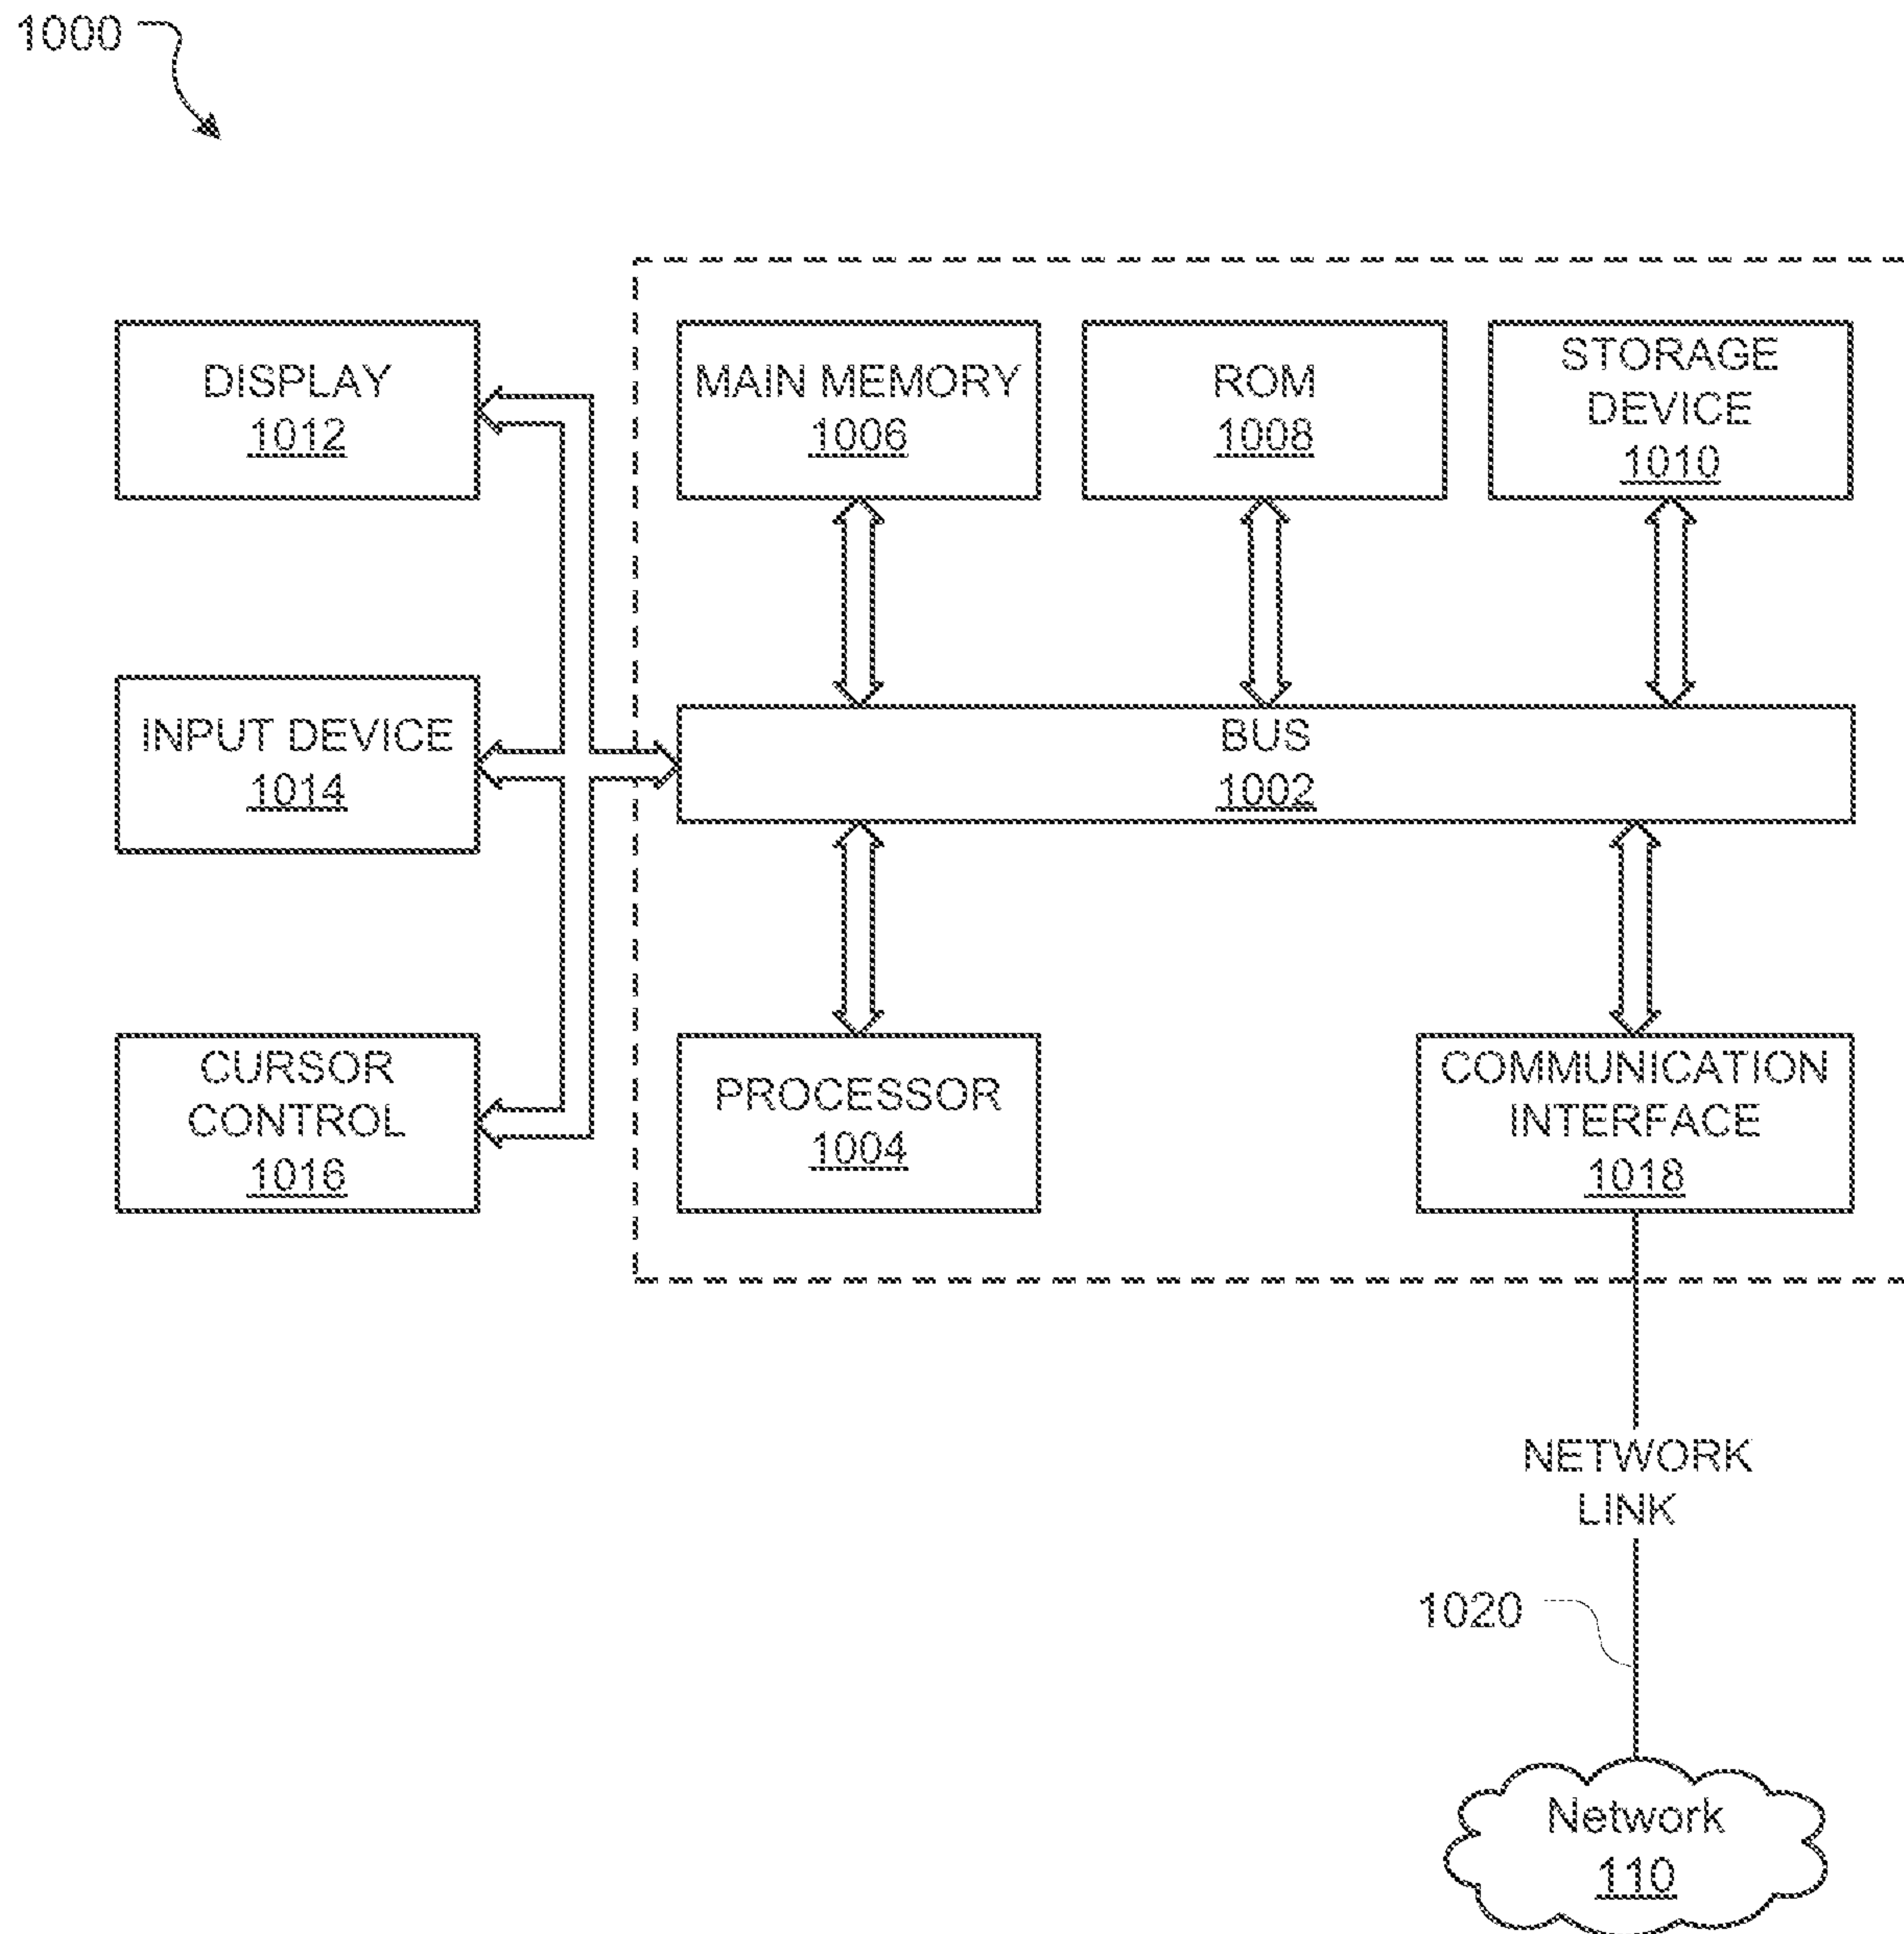 1000
DISPLAY
1012
MAIN MEMORY
1006
ROM
1008
STORAGE
DEVICE
1010
INPUT DEVICE
1014
BUS
1002
CURSOR
CONTROL
1016
PROCESSOR
1004
COMMUNICATION
INTERFACE
1018
NETWORK
LINK
1020
Network
110